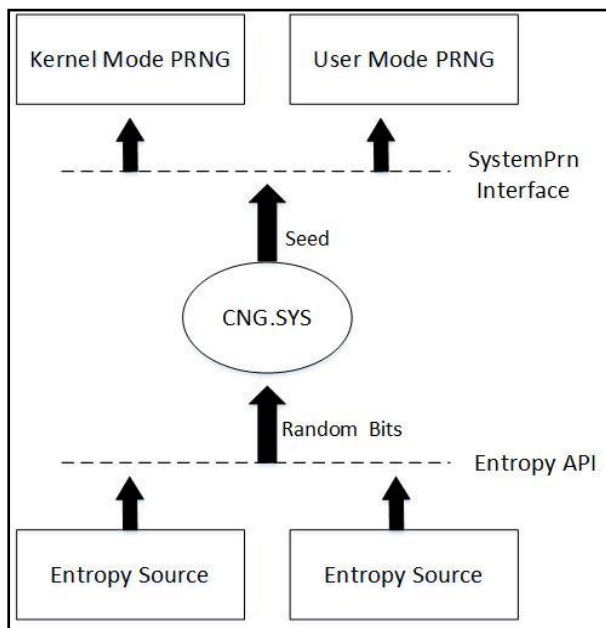 Kernel Mode PRNG
User Mode PRNG
SystemPrn
Interface
Seed
CNG.SYS
Random Bits
Entropy API
Entropy Source
Entropy Source